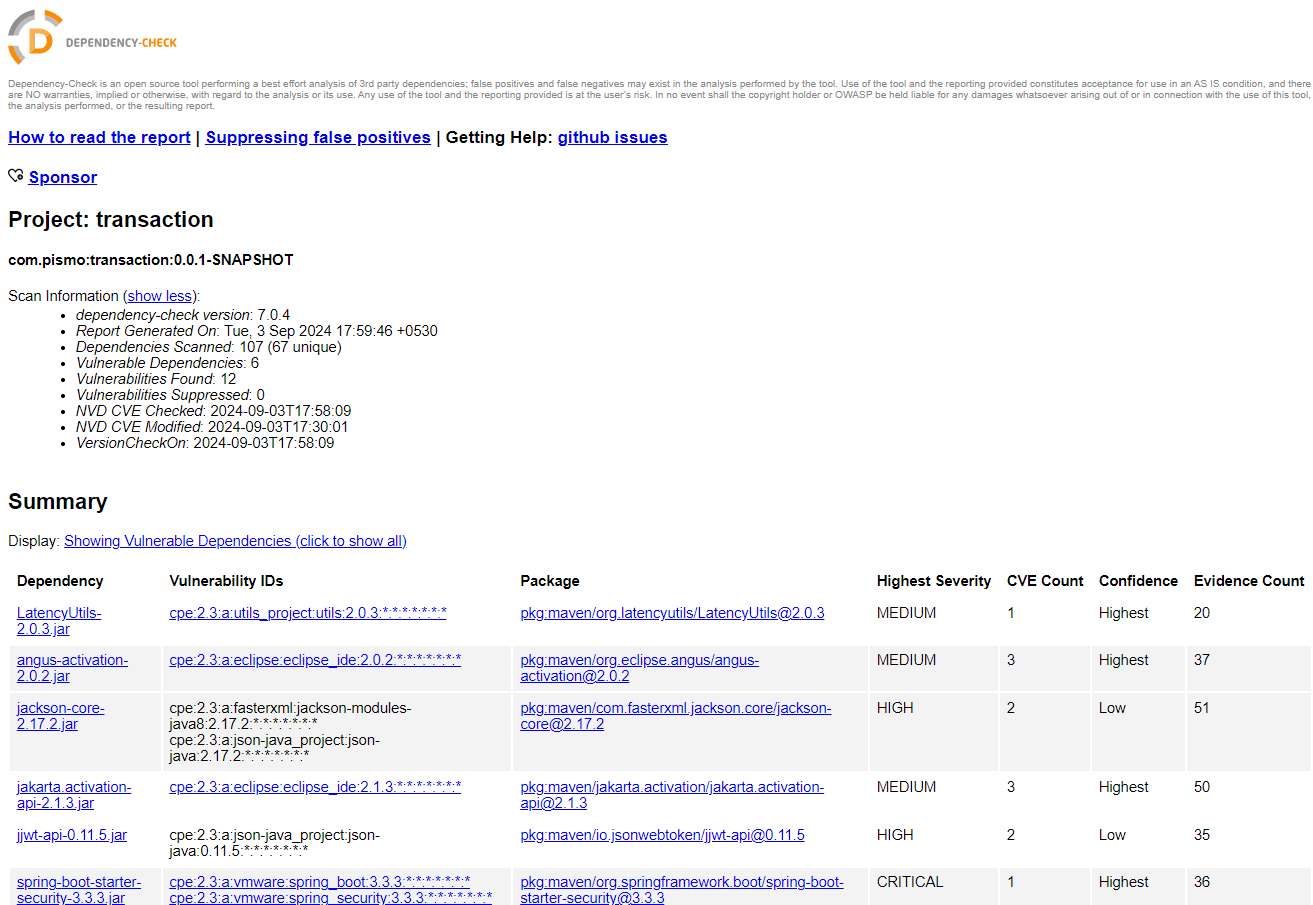 D DEPENDENCY-CHECK
Dependency-Check is an open source tool performing a best effort analysis of 3rd party dependencies; false positives and false negatives may exist in the analysis performed by the tool. Use of the tool and the reporting provided constitutes acceptance for use in an AS IS condition, and there
are NO warranties, implied or otherwise, with regard to the analysis or its use. Any use of the tool and the reporting provided is at the user's risk. In no event shall the copyright holder or OWASP be held liable for any damages whatsoever arising out of or in connection with the use of this tool,
the analysis performed, or the resulting report.
How to read the report | Suppressing false positives | Getting Help: github issues
Sponsor
Project: transaction
com.pismo:transaction:0.0.1-SNAPSHOT
Scan Information (show less):
• dependency-check version: 7.0.4
• Report Generated On: Tue, 3 Sep 2024 17:59:46 +0530
• Dependencies Scanned: 107 (67 unique)
• Vulnerable Dependencies: 6
• Vulnerabilities Found: 12
• Vulnerabilities Suppressed: 0
• NVD CVE Checked: 2024-09-03T17:58:09
• NVD CVE Modified: 2024-09-03T17:30:01
• VersionCheckOn: 2024-09-03T17:58:09
Summary
Display: Showing Vulnerable Dependencies (click to show all)
Dependency Vulnerability IDs Package Highest Severity CVE Count Confidence Evidence Count
LatencyUtils- cpe:2.3:a:utils_project:utils:2.0.3:*:*:*:*:*:*:* pkg:maven/org.latencyutils/LatencyUtils@2.0.3 MEDIUM 1 Highest 20
2.0.3.jar
angus-activation- cpe:2.3:a:eclipse:eclipse_ide:2.0.2:*:*:*:*:*:*:* pkg:maven/org.eclipse.angus/angus- MEDIUM 3 Highest 37
2.0.2.jar activation@2.0.2
jackson-core- cpe:2.3:a:fasterxml:jackson-modules- pkg:maven/com.fasterxml.jackson.core/jackson- HIGH 2 Low 51
2.17.2.jar java8:2.17.2:*:*:*:*:*:*:* core@2.17.2
cpe:2.3:a:json-java_project:json-
java:2.17.2:*:*:*:*:*:*:*
jakarta.activation- cpe:2.3:a:eclipse:eclipse_ide:2.1.3:*:*:*:*:*:*:* pkg:maven/jakarta.activation/jakarta.activation- MEDIUM 3 Highest 50
api-2.1.3.jar api@2.1.3
jjwt-api-0.11.5.jar cpe:2.3:a:json-java_project:json- pkg:maven/io.jsonwebtoken/jjwt-api@0.11.5 HIGH 2 Low 35
java:0.11.5:*:*:*:*:*:*:*
spring-boot-starter- cpe:2.3:a:vmware:spring_boot:3.3.3:*:*:*:*:*:*:* pkg:maven/org.springframework.boot/spring-boot- CRITICAL 1 Highest 36
security-3.3.3.jar cpe:2.3:a:vmware:spring_security:3.3.3:*:*:*:*:*:*:* starter-security@3.3.3